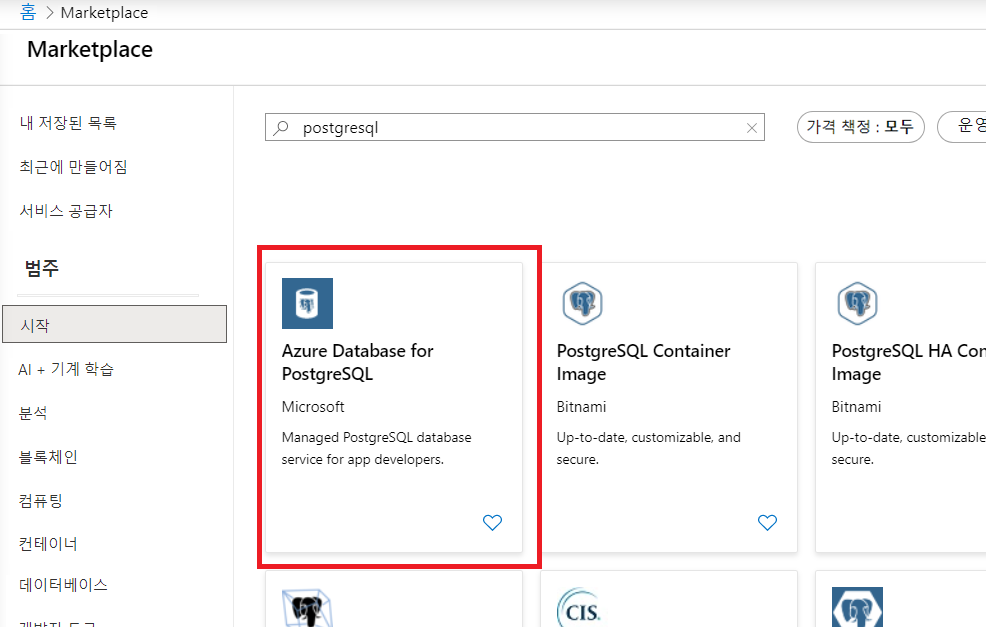 홈 > Marketplace
Marketplace
내 저장된 목록
최근에 만들어짐
서비스 공급자
범주
시작
AI + 기계 학습
분석
블록체인
컴퓨팅
컨테이너
데이터베이스
postgresql
가격 책정 : 모두
운영
Azure Database for
PostgreSQL
Microsoft
Managed PostgreSQL database
service for app developers.
PostgreSQL Container
Image
Bitnami
Up-to-date, customizable, and
secure.
PostgreSQL HA Con
Image
Bitnami
Up-to-date, customizable
secure.
CIS.